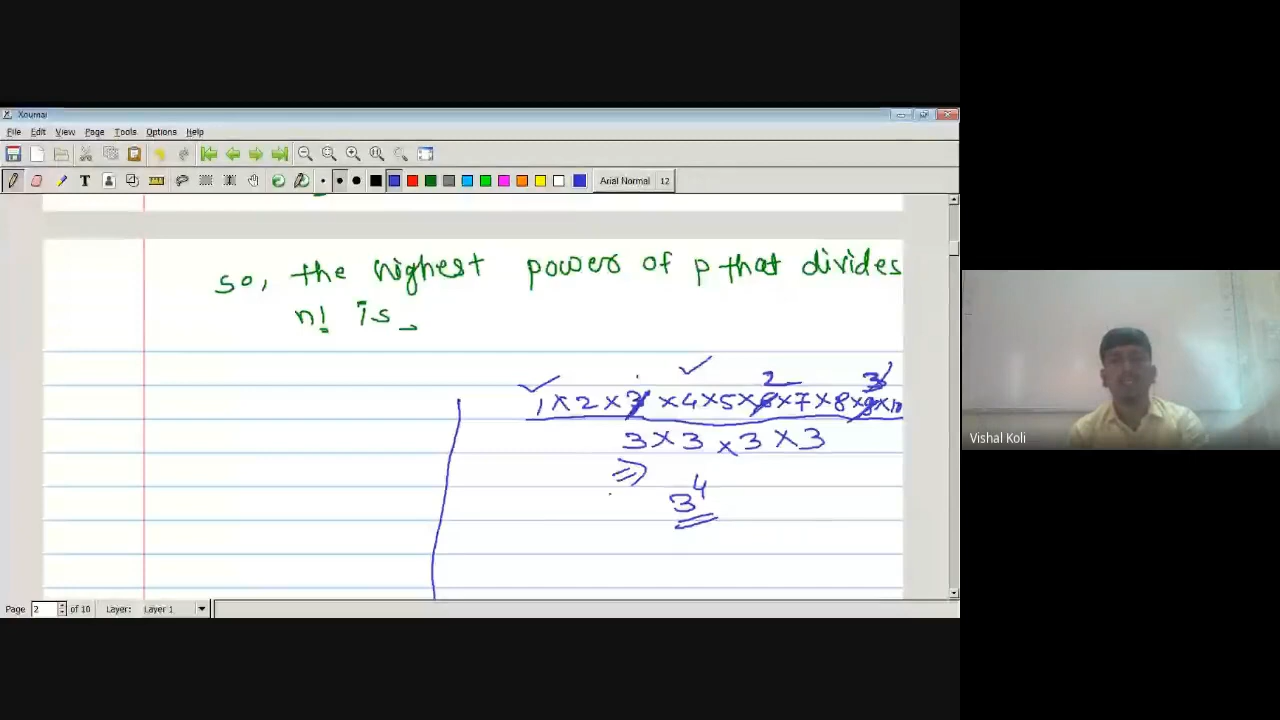 Xournal
File Edit View Page Tools Options Help
T Arial Normal 12
so, the highest power of p that divides
n! is
2 3
1 × 2 × 3 × 4 × 5 × 6 × 7 × 8 × 9 × 10
3 × 3 × 3 × 3
⇒
3⁴
Vishal Koli
Page 2 of 10 Layer: Layer 1